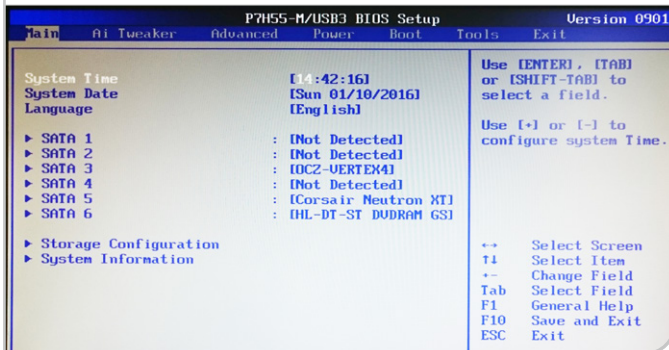 P7H55-M/USB3 BIOS Setup Version 0901
Main Ai Tweaker Advanced Power Boot Tools Exit
System Time [14:42:16]
System Date [Sun 01/10/2016]
Language [English]
▶ SATA 1 : [Not Detected]
▶ SATA 2 : [Not Detected]
▶ SATA 3 : [OCZ-VERTEX4]
▶ SATA 4 : [Not Detected]
▶ SATA 5 : [Corsair Neutron XT]
▶ SATA 6 : [HL-DT-ST DVDRAM GS]
▶ Storage Configuration
▶ System Information
Use [ENTER], [TAB]
or [SHIFT-TAB] to
select a field.
Use [+] or [-] to
configure system Time.
↔ Select Screen
↑↓ Select Item
+- Change Field
Tab Select Field
F1 General Help
F10 Save and Exit
ESC Exit